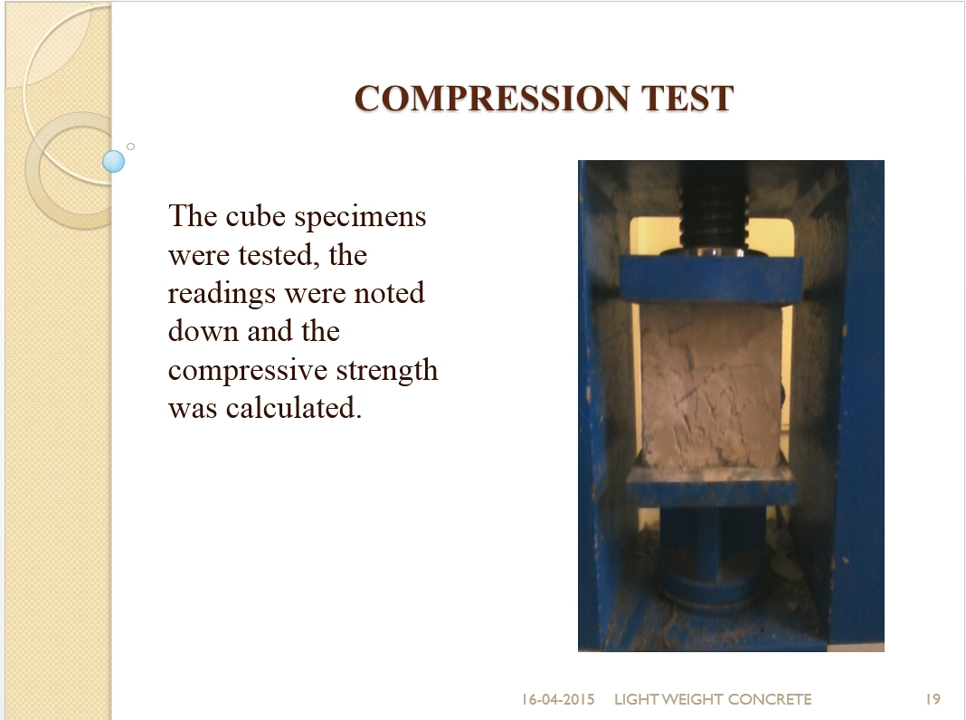 COMPRESSION TEST
The cube specimens
were tested, the
readings were noted
down and the
compressive strength
was calculated.
16-04-2015 LIGHT WEIGHT CONCRETE 19